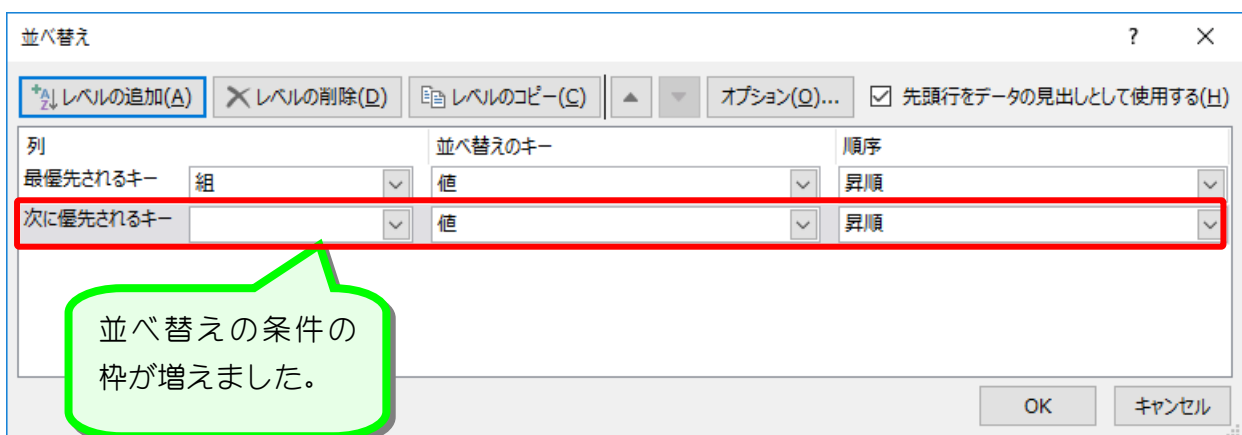 並べ替え ? ×
レベルの追加(A) レベルの削除(D) レベルのコピー(C) オプション(O)... 先頭行をデータの見出しとして使用する(H)
列 並べ替えのキー 順序
最優先されるキー 組 値 昇順
次に優先されるキー 値 昇順
並べ替えの条件の
枠が増えました。
OK キャンセル